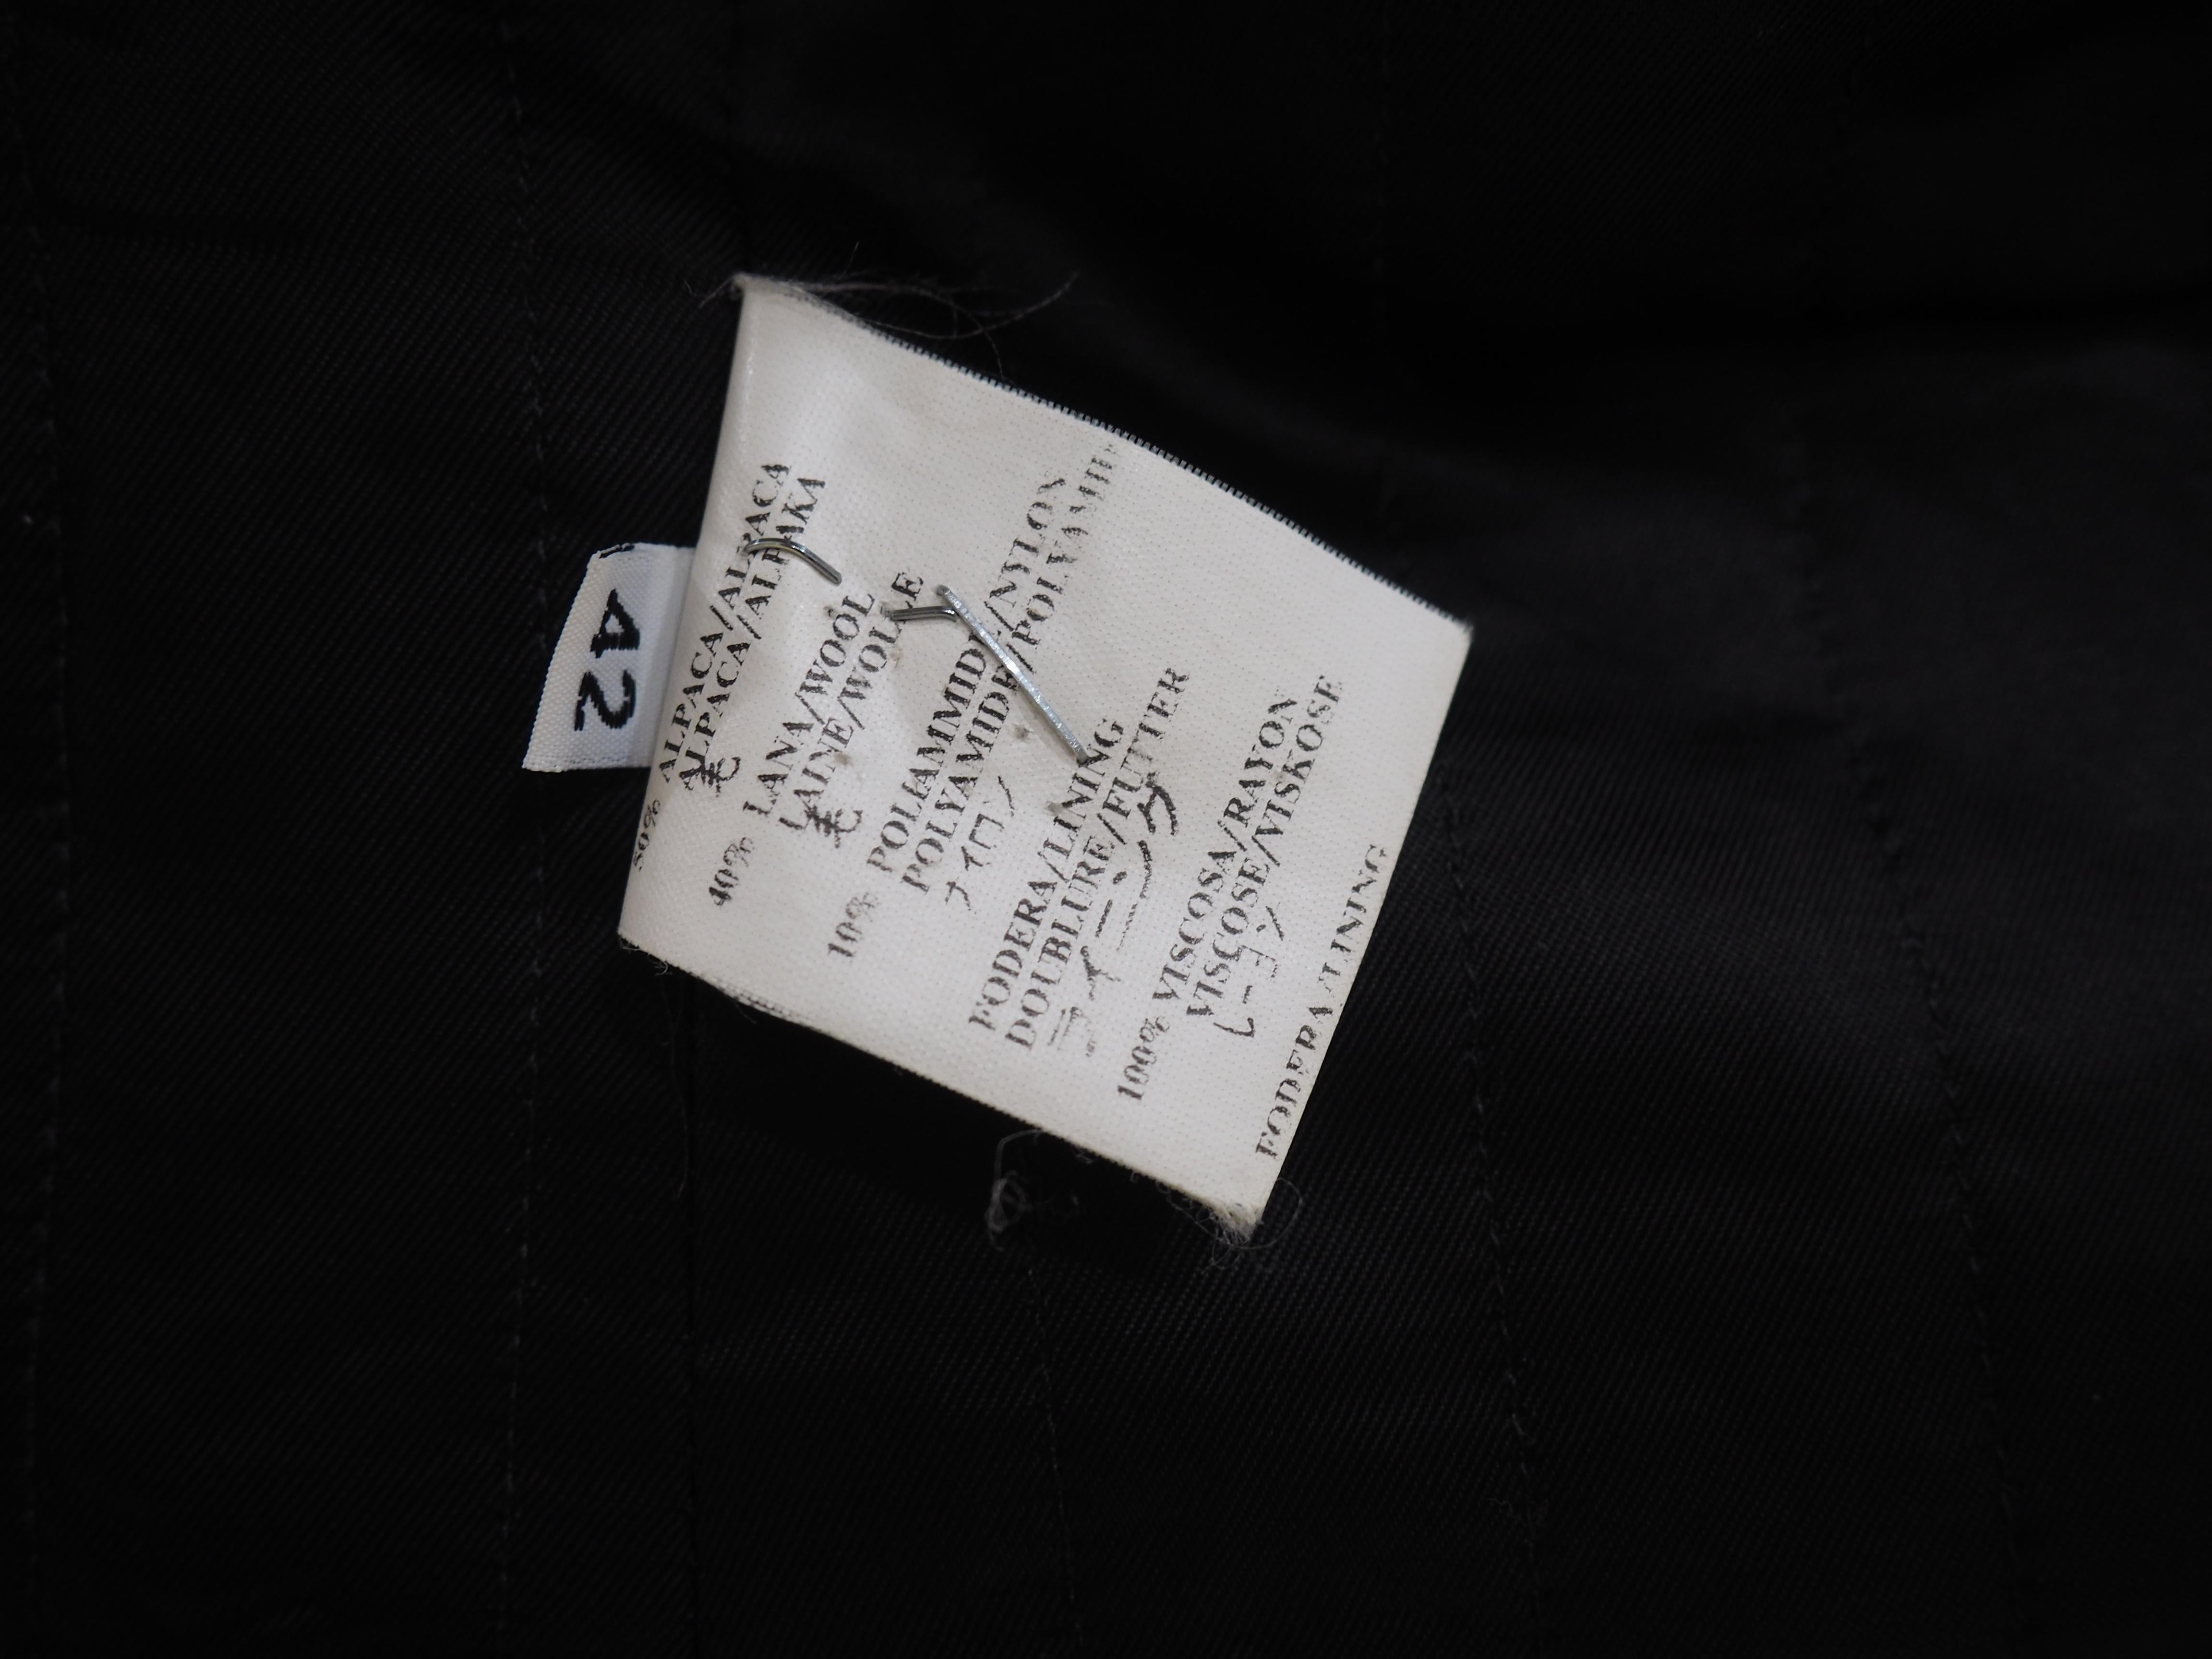 42
50% ALPACA/ALPACA
ALPACA/ALPAKA
毛
40% LANA/WOOL
LAINE/WOLLE
毛
10% POLIAMMIDE/NYLON
POLYAMIDE/POLYAMID
ナイロン
FODERA/LINING
DOUBLURE/FUTTER
100% VISCOSA/RAYON
VISCOSE/VISKOSE
レーヨン
FODERA/LINING